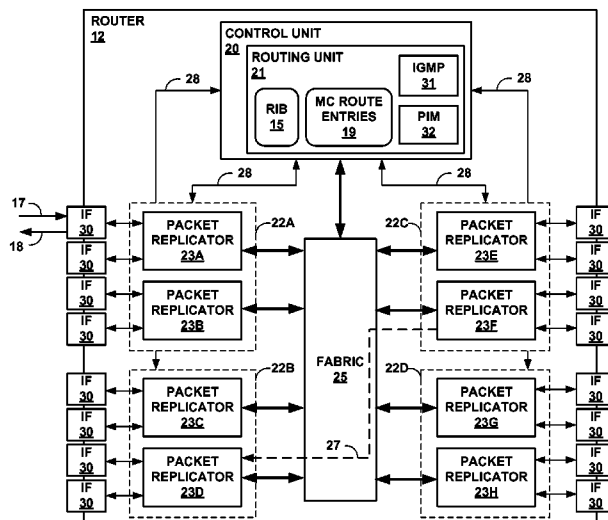 ROUTER
12
CONTROL UNIT
20
ROUTING UNIT
21
IGMP
31
RIB
15
MC ROUTE
ENTRIES
19
PIM
32
28
28
28
28
17
18
IF
30
IF
30
IF
30
IF
30
22A
PACKET
REPLICATOR
23A
PACKET
REPLICATOR
23B
22C
PACKET
REPLICATOR
23E
PACKET
REPLICATOR
23F
IF
30
IF
30
IF
30
IF
30
FABRIC
25
IF
30
IF
30
IF
30
IF
30
22B
PACKET
REPLICATOR
23C
PACKET
REPLICATOR
23D
27
22D
PACKET
REPLICATOR
23G
PACKET
REPLICATOR
23H
IF
30
IF
30
IF
30
IF
30